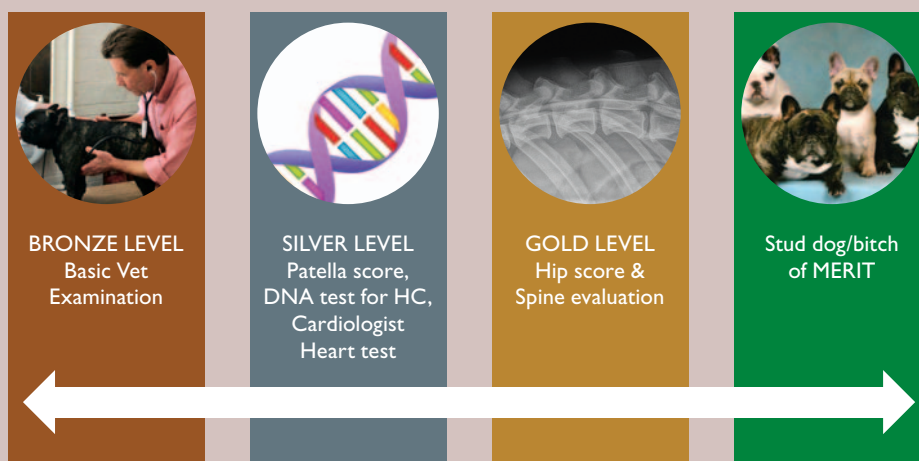 BRONZE LEVEL
Basic Vet
Examination
SILVER LEVEL
Patella score,
DNA test for HC,
Cardiologist
Heart test
GOLD LEVEL
Hip score &
Spine evaluation
Stud dog/bitch
of MERIT